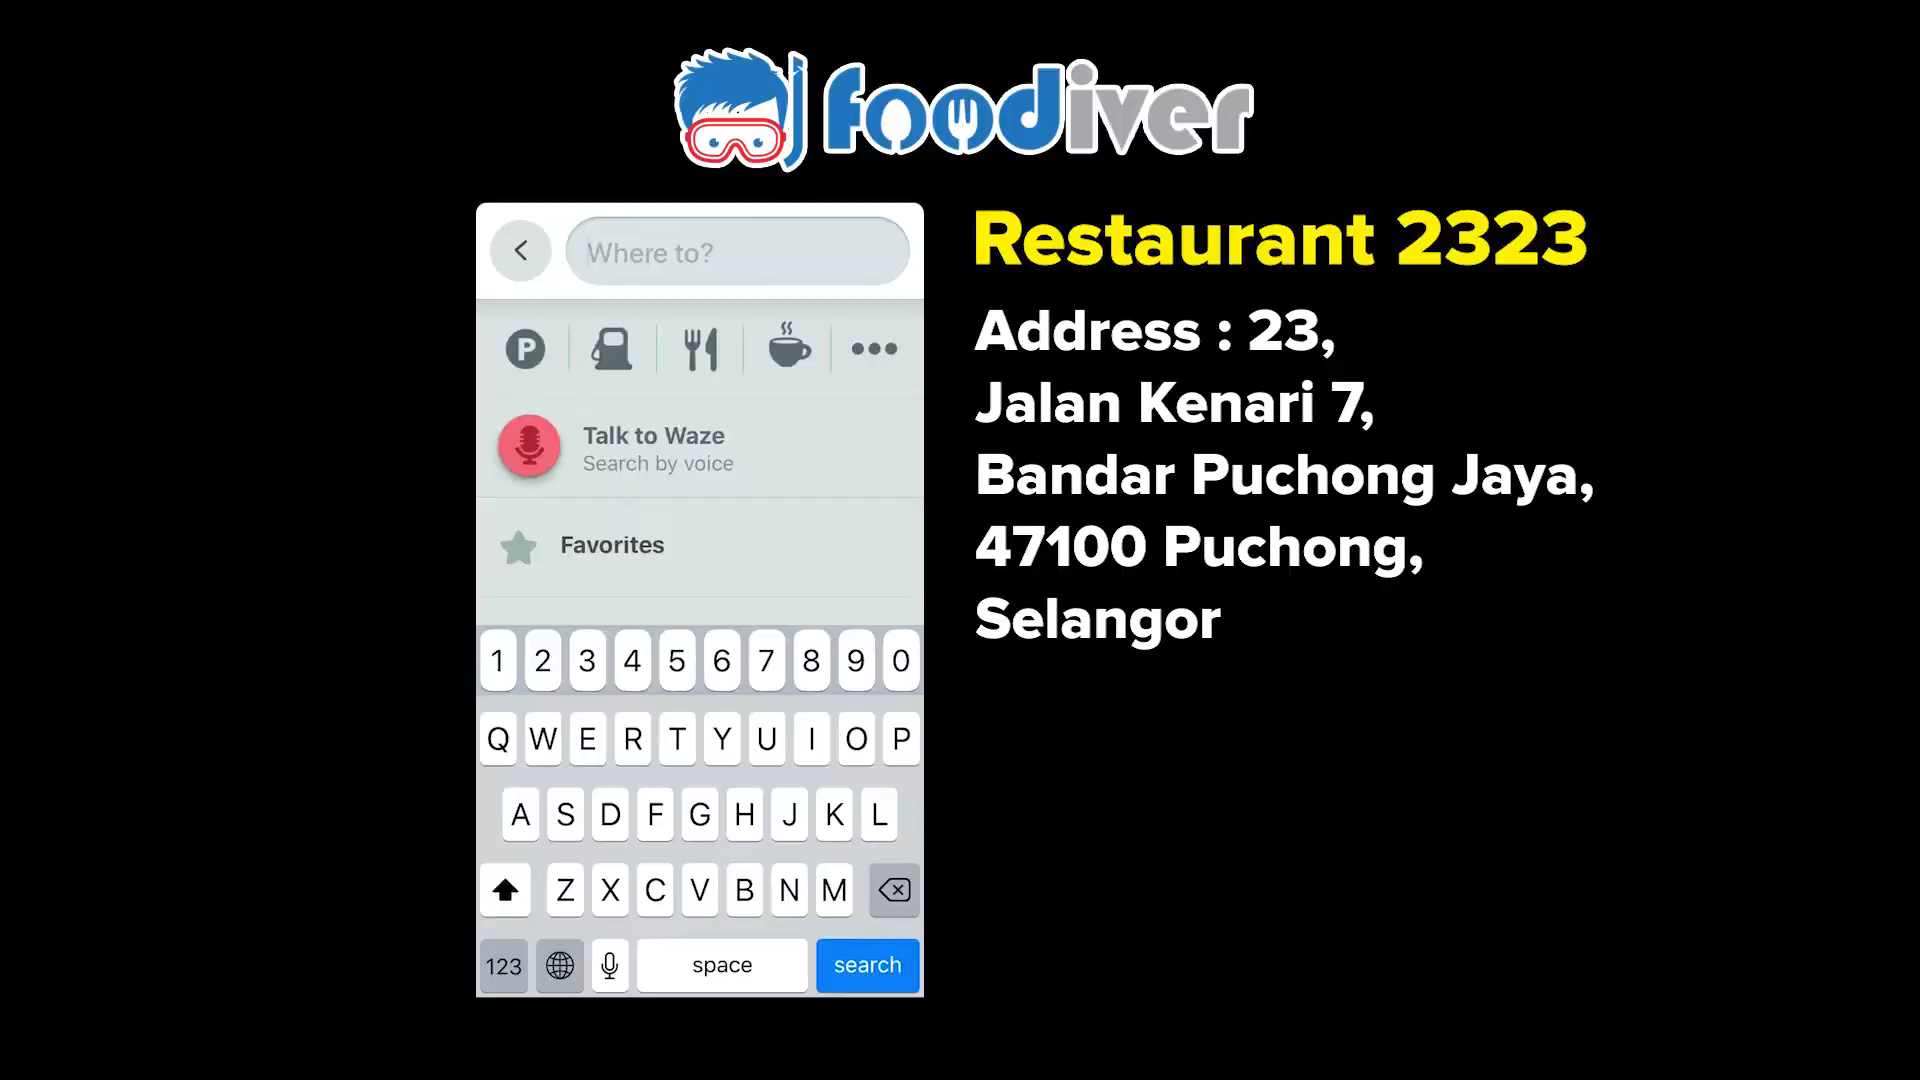 foodiver
Where to?
P
Talk to Waze
Search by voice
Favorites
1 2 3 4 5 6 7 8 9 0
Q W E R T Y U I O P
A S D F G H J K L
Z X C V B N M
123 space search
Restaurant 2323
Address : 23,
Jalan Kenari 7,
Bandar Puchong Jaya,
47100 Puchong,
Selangor